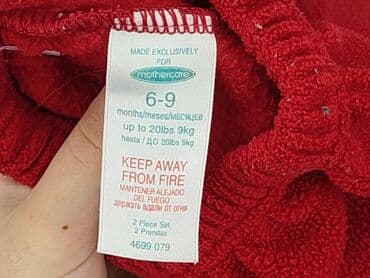 MADE EXCLUSIVELY
FOR
mothercare
6-9
months/meses/МЕСЯЦЕВ
up to 20lbs 9kg
hasta / ДО 20lbs 9kg
KEEP AWAY
FROM FIRE
MANTENER ALEJADO
DEL FUEGO
держать вдали от огня
2 Piece Set
2 Prendas
4699 079